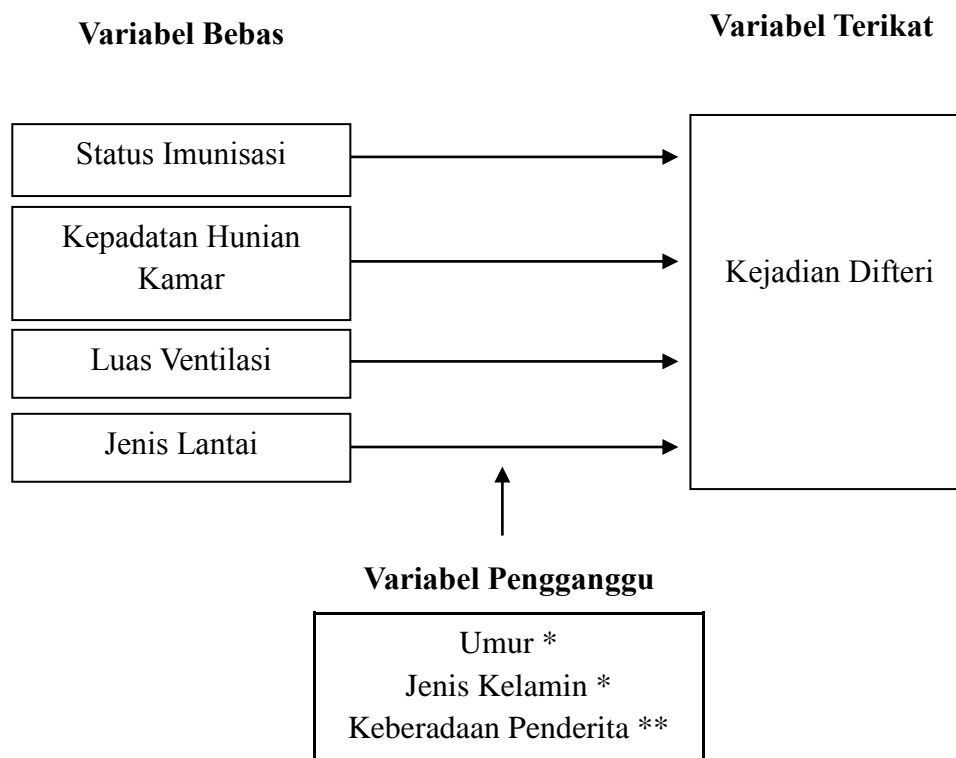 Variabel Bebas
Variabel Terikat
Status Imunisasi
Kepadatan Hunian
Kamar
Luas Ventilasi
Jenis Lantai
Kejadian Difteri
Variabel Pengganggu
Umur *
Jenis Kelamin *
Keberadaan Penderita **